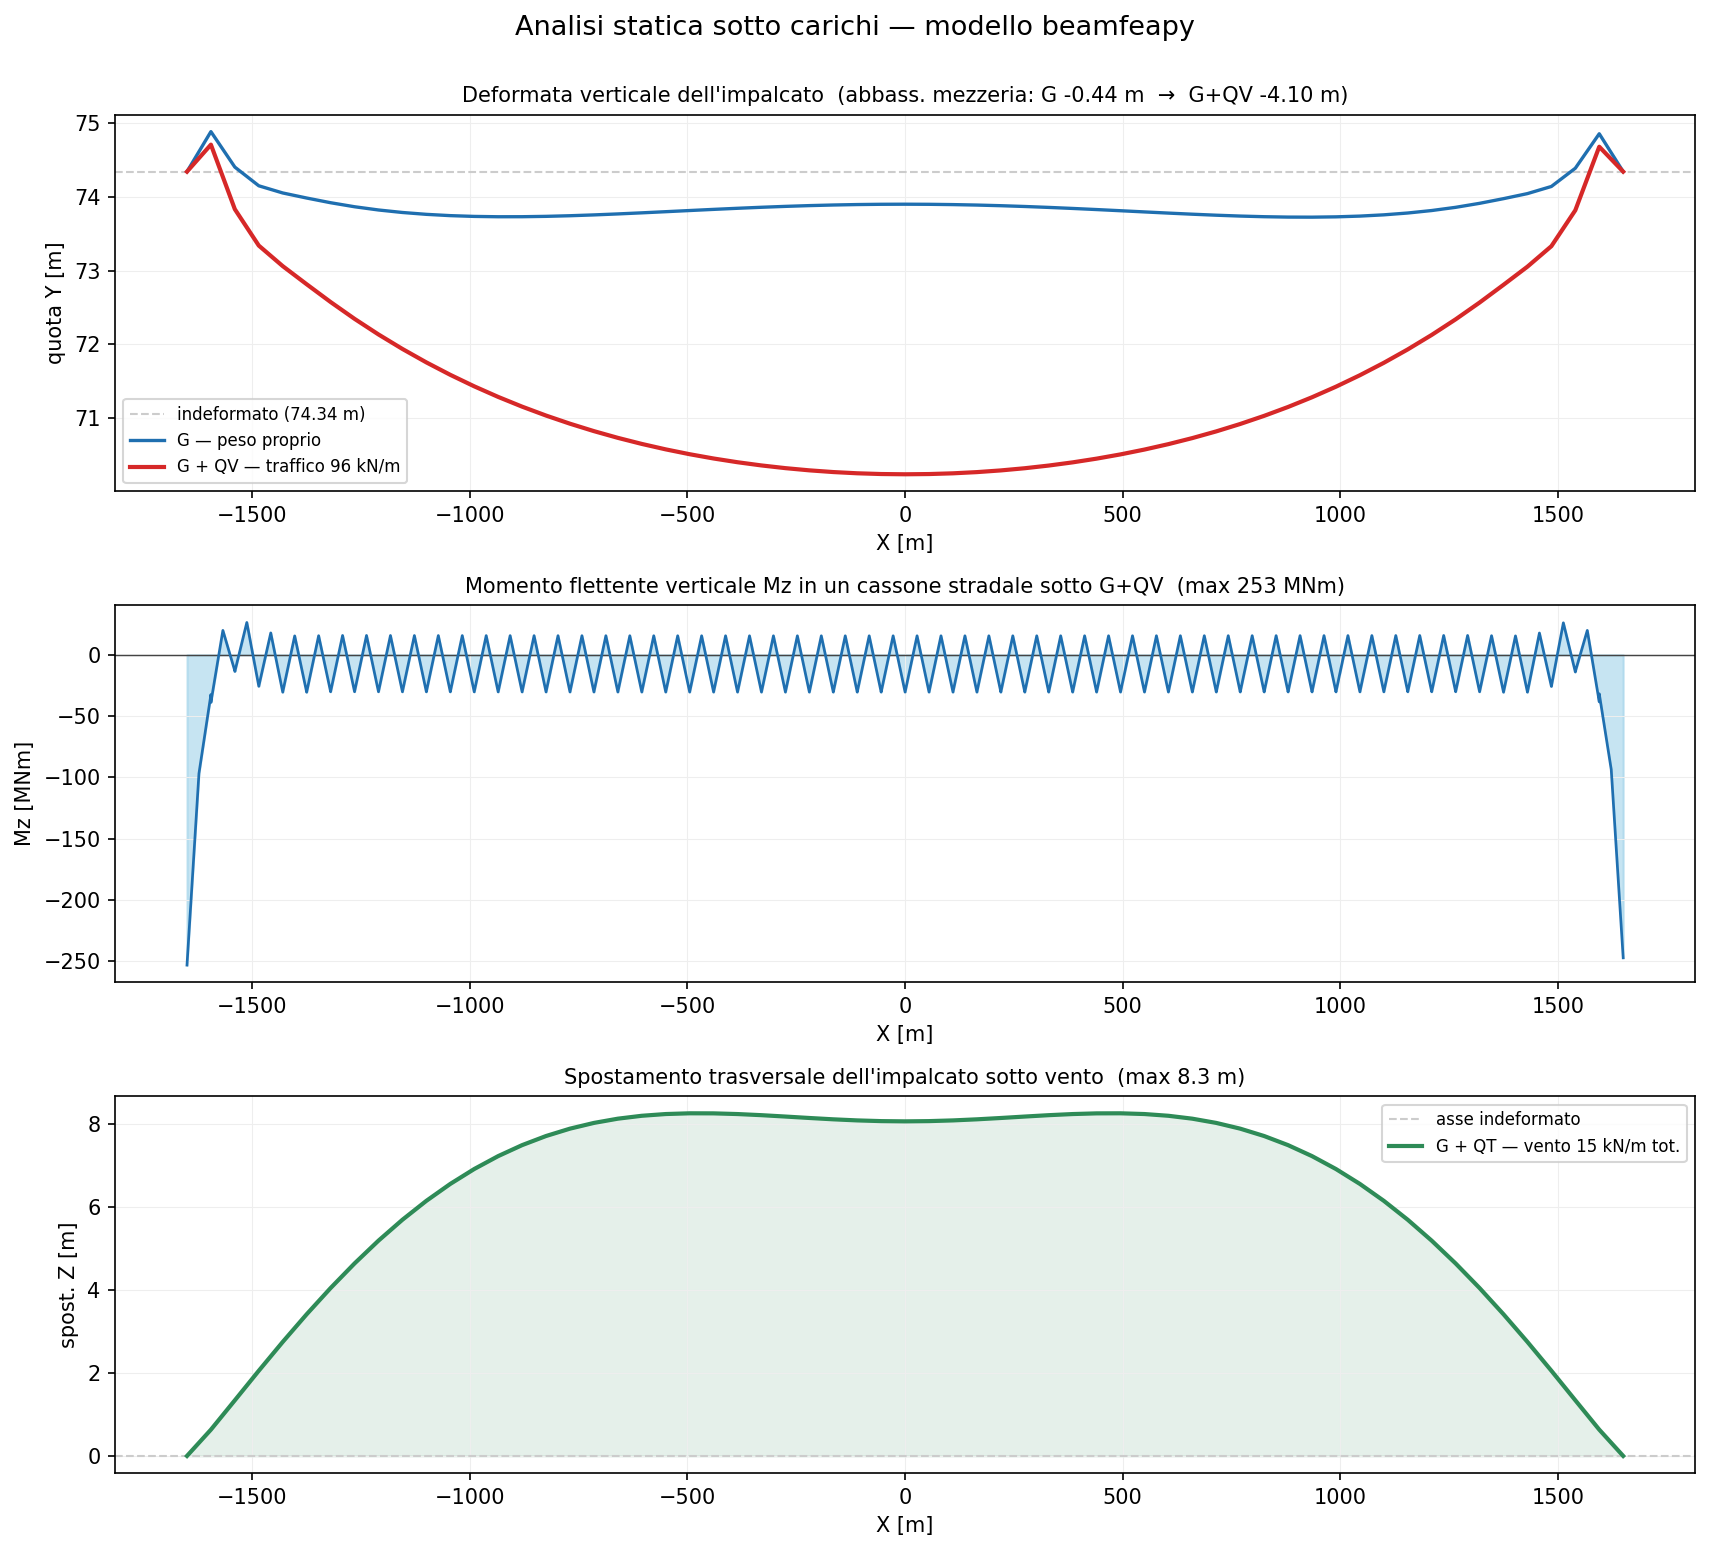 Analisi statica sotto carichi — modello beamfeapy
Deformata verticale dell'impalcato  (abbass. mezzeria: G -0.44 m  →  G+QV -4.10 m)
quota Y [m]
75
74
73
72
71
indeformato (74.34 m)
G — peso proprio
G + QV — traffico 96 kN/m
−1500 −1000 −500 0 500 1000 1500
X [m]
Momento flettente verticale Mz in un cassone stradale sotto G+QV  (max 253 MNm)
Mz [MNm]
0
−50
−100
−150
−200
−250
−1500 −1000 −500 0 500 1000 1500
X [m]
Spostamento trasversale dell'impalcato sotto vento  (max 8.3 m)
spost. Z [m]
8
6
4
2
0
asse indeformato
G + QT — vento 15 kN/m tot.
−1500 −1000 −500 0 500 1000 1500
X [m]